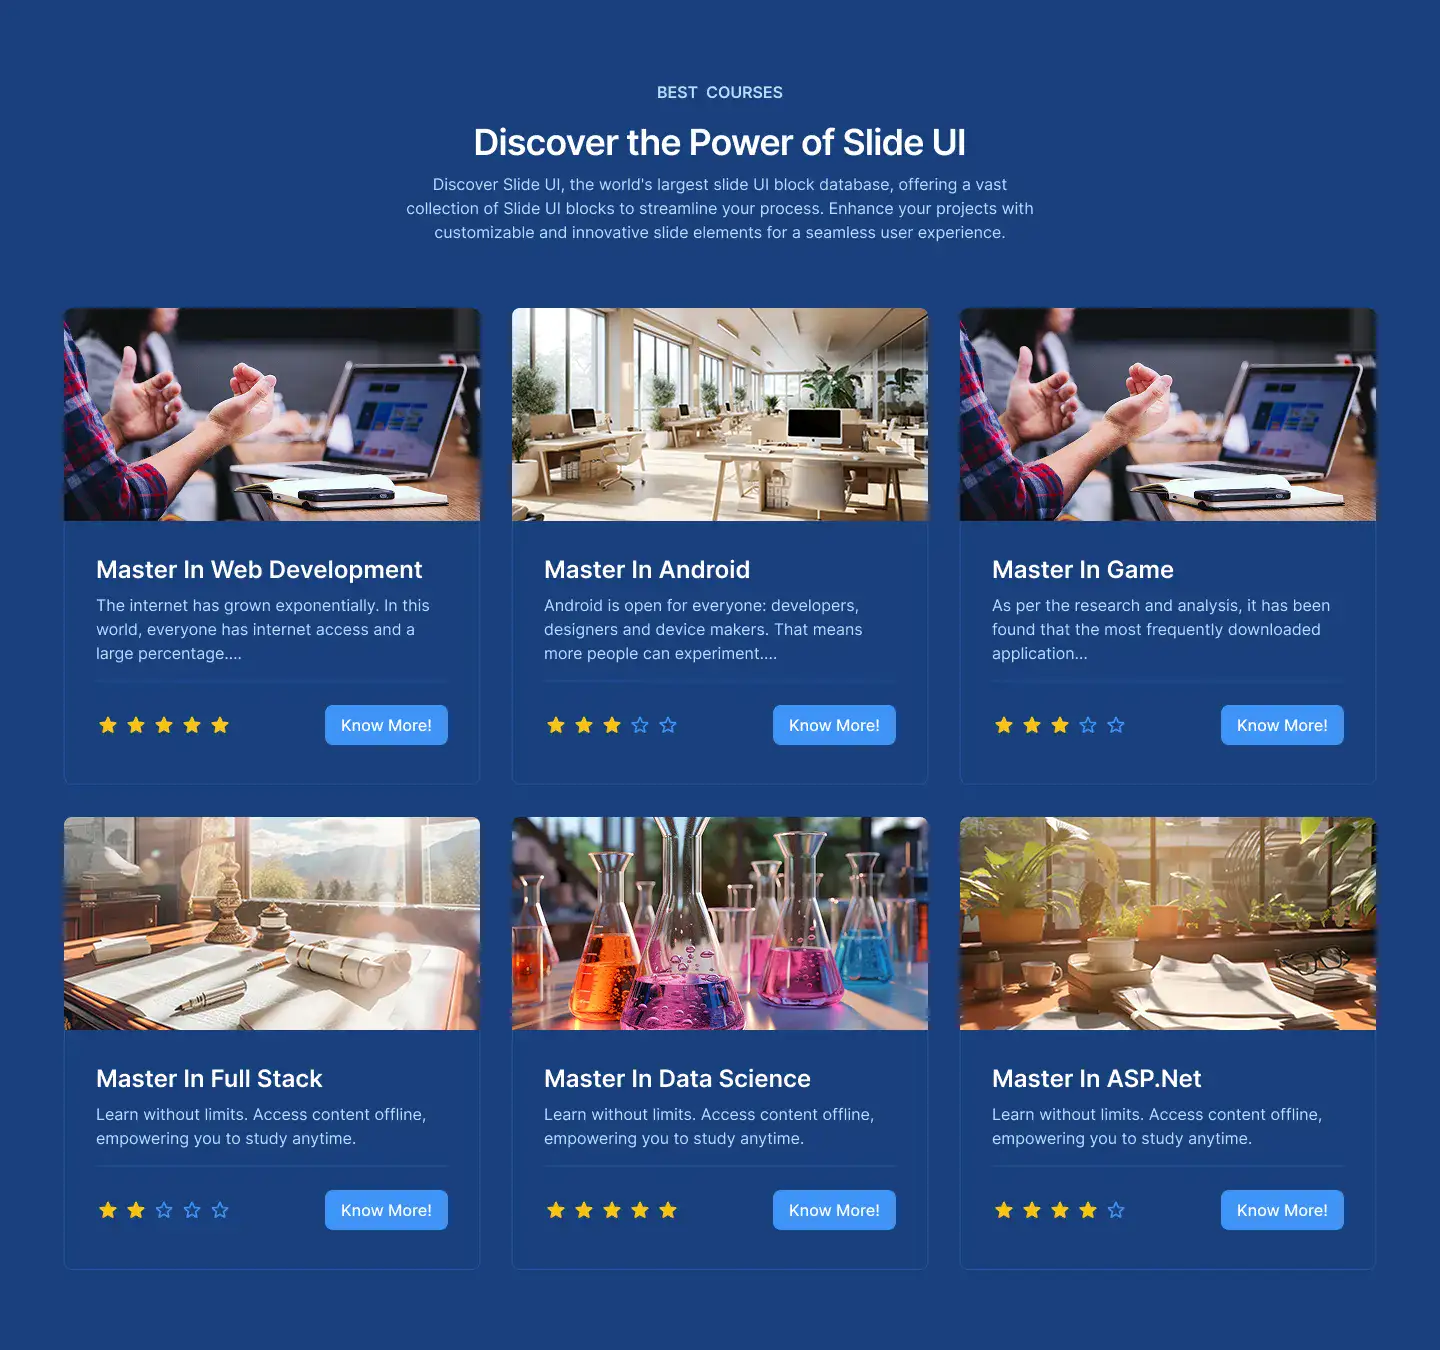 BEST COURSES
Discover the Power of Slide UI
Discover Slide UI, the world's largest slide UI block database, offering a vast
collection of Slide UI blocks to streamline your process. Enhance your projects with
customizable and innovative slide elements for a seamless user experience.
Master In Web Development
The internet has grown exponentially. In this
world, everyone has internet access and a
large percentage....
Know More!
Master In Android
Android is open for everyone: developers,
designers and device makers. That means
more people can experiment....
Know More!
Master In Game
As per the research and analysis, it has been
found that the most frequently downloaded
application...
Know More!
Master In Full Stack
Learn without limits. Access content offline,
empowering you to study anytime.
Know More!
Master In Data Science
Learn without limits. Access content offline,
empowering you to study anytime.
Know More!
Master In ASP.Net
Learn without limits. Access content offline,
empowering you to study anytime.
Know More!